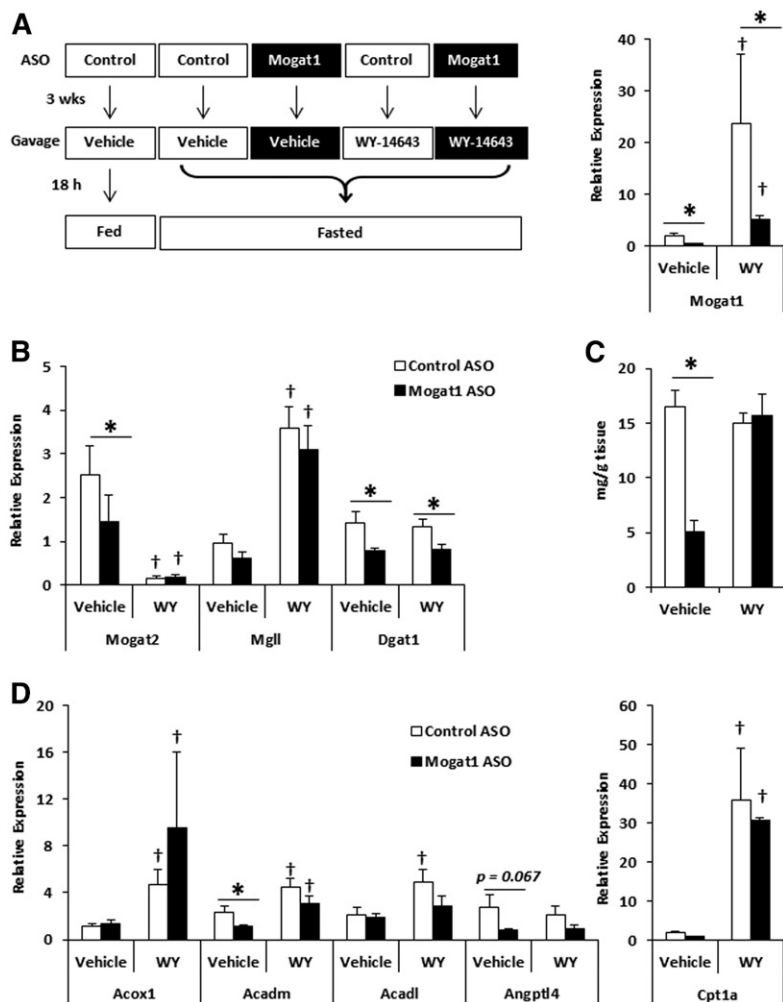 A
ASO Control Control Mogat1 Control Mogat1
3 wks
Gavage Vehicle Vehicle Vehicle WY-14643 WY-14643
18 h
Fed Fasted
*
Relative Expression
40
30
20
10
0
†
*
†
Vehicle WY
Mogat1
B
Relative Expression
5
4
3
2
1
0
Control ASO
Mogat1 ASO
*
† †
† †
* *
Vehicle WY Vehicle WY Vehicle WY
Mogat2 Mgll Dgat1
C
mg/g tissue
20
15
10
5
0
*
Vehicle WY
D
Relative Expression
20
16
12
8
4
0
Control ASO
Mogat1 ASO
†
†
*
† †
†
p = 0.067
Vehicle WY Vehicle WY Vehicle WY Vehicle WY
Acox1 Acadm Acadl Angptl4
Relative Expression
60
50
40
30
20
10
0
†
†
Vehicle WY
Cpt1a